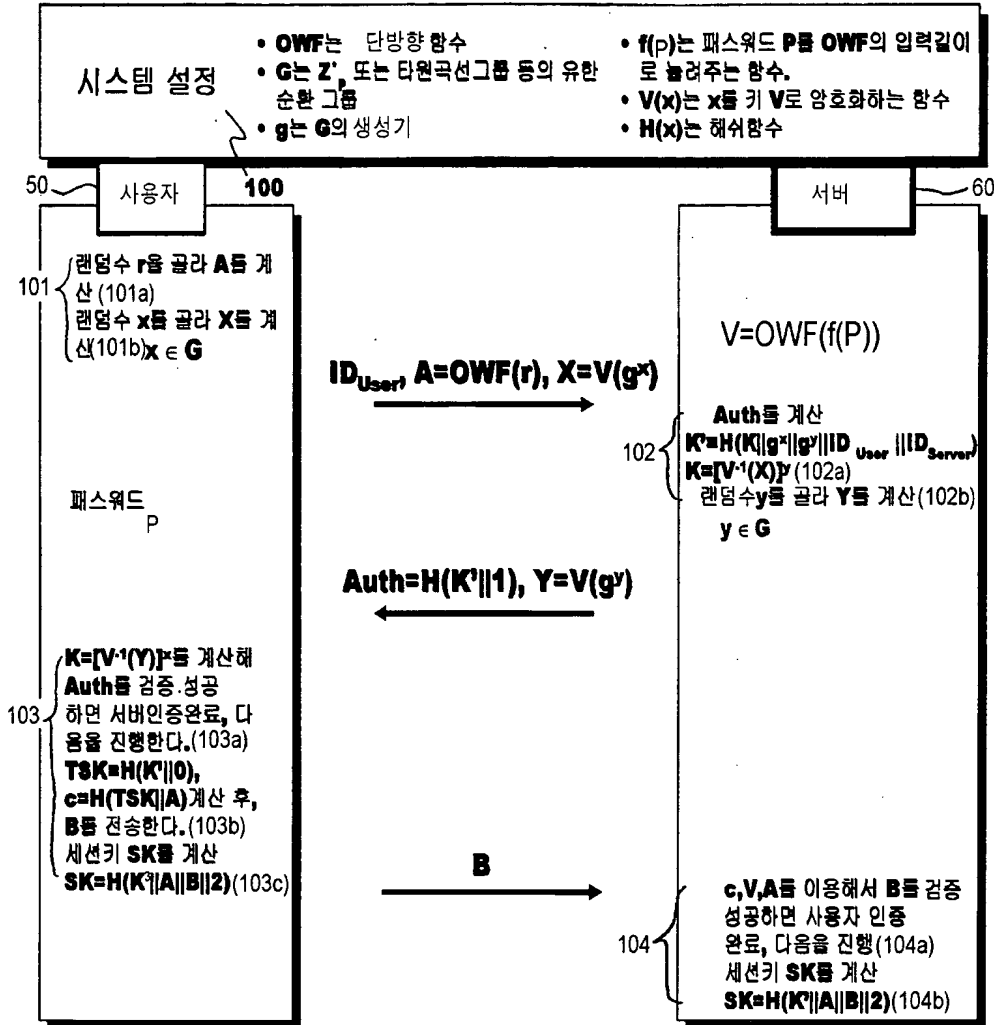 시스템 설정
• OWF는 단방향 함수
• G는 Z*p 또는 타원곡선그룹 등의 유한
순환 그룹
• g는 G의 생성기
• f(P)는 패스워드 P를 OWF의 입력길이
로 늘려주는 함수.
• V(x)는 x를 키 V로 암호화하는 함수
• H(x)는 해쉬함수
50
사용자
100
서버
60
101
랜덤수 r을 골라 A를 계
산(101a)
랜덤수 x를 골라 X를 계
산(101b) x ∈ G
V=OWF(f(P))
ID_User, A=OWF(r), X=V(g^x)
102
Auth를 계산
K'=H(K||g^x||g^y||ID_User||ID_Server)
K=[V^-1(X)]^y(102a)
랜덤수y를 골라 Y를 계산(102b)
y ∈ G
패스워드 P
Auth=H(K'||1), Y=V(g^y)
103
K=[V^-1(Y)]^x를 계산해
Auth를 검증.성공
하면 서버인증완료, 다
음을 진행한다.(103a)
TSK=H(K'||0),
c=H(TSK||A)계산 후,
B를 전송한다.(103b)
세션키 SK를 계산
SK=H(K'||A||B||2)(103c)
B
104
c,V,A를 이용해서 B를 검증
성공하면 사용자 인증
완료, 다음을 진행(104a)
세션키 SK를 계산
SK=H(K'||A||B||2)(104b)